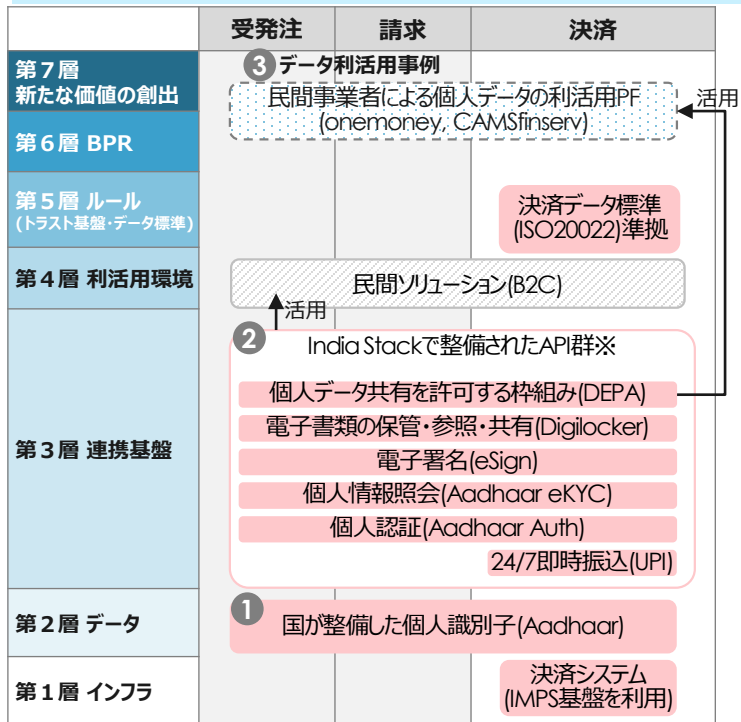 受発注 請求 決済
第７層
新たな価値の創出
3 データ利活用事例
民間事業者による個人データの利活用PF
(onemoney, CAMSfinserv)
活用
第６層 BPR
第５層 ルール
(トラスト基盤・データ標準)
決済データ標準
(ISO20022)準拠
第４層 利活用環境
民間ソリューション(B2C)
活用
2
India Stackで整備されたAPI群※
第３層 連携基盤
個人データ共有を許可する枠組み(DEPA)
電子書類の保管・参照・共有(Digilocker)
電子署名(eSign)
個人情報照会(Aadhaar eKYC)
個人認証(Aadhaar Auth)
24/7即時振込(UPI)
第２層 データ
1
国が整備した個人識別子(Aadhaar)
第１層 インフラ
決済システム
(IMPS基盤を利用)